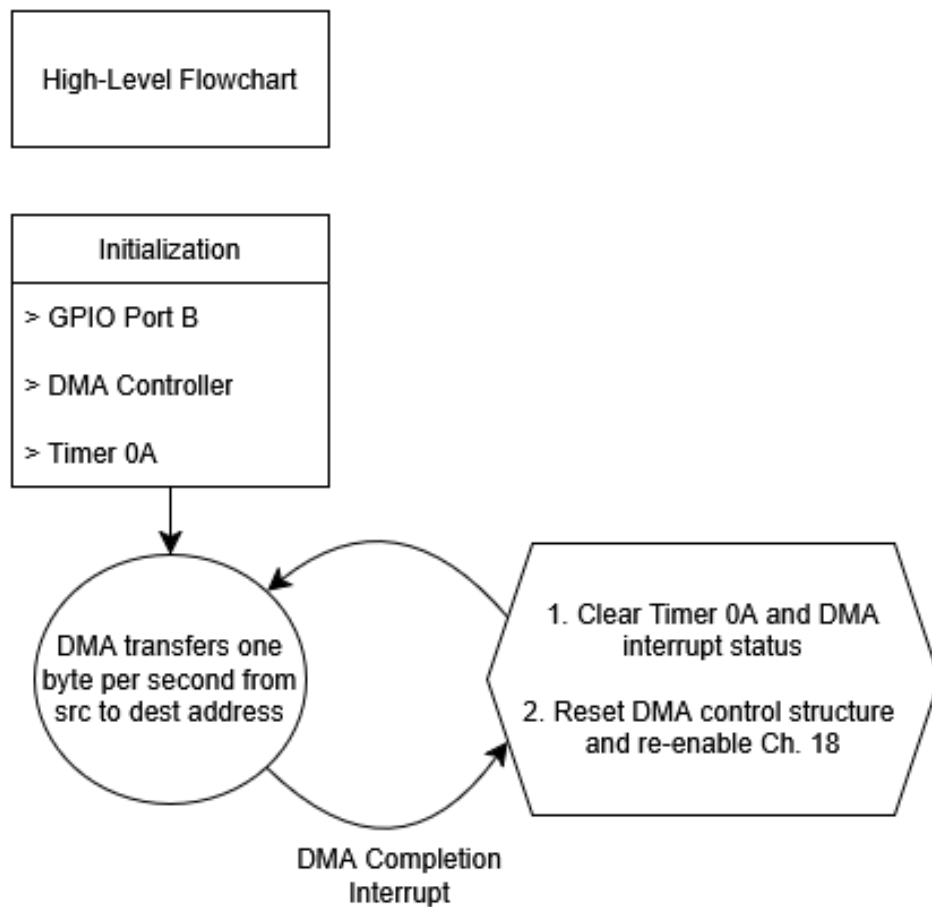 High-Level Flowchart
Initialization
> GPIO Port B
> DMA Controller
> Timer 0A
DMA transfers one
byte per second from
src to dest address
1. Clear Timer 0A and DMA
interrupt status
2. Reset DMA control structure
and re-enable Ch. 18
DMA Completion
Interrupt